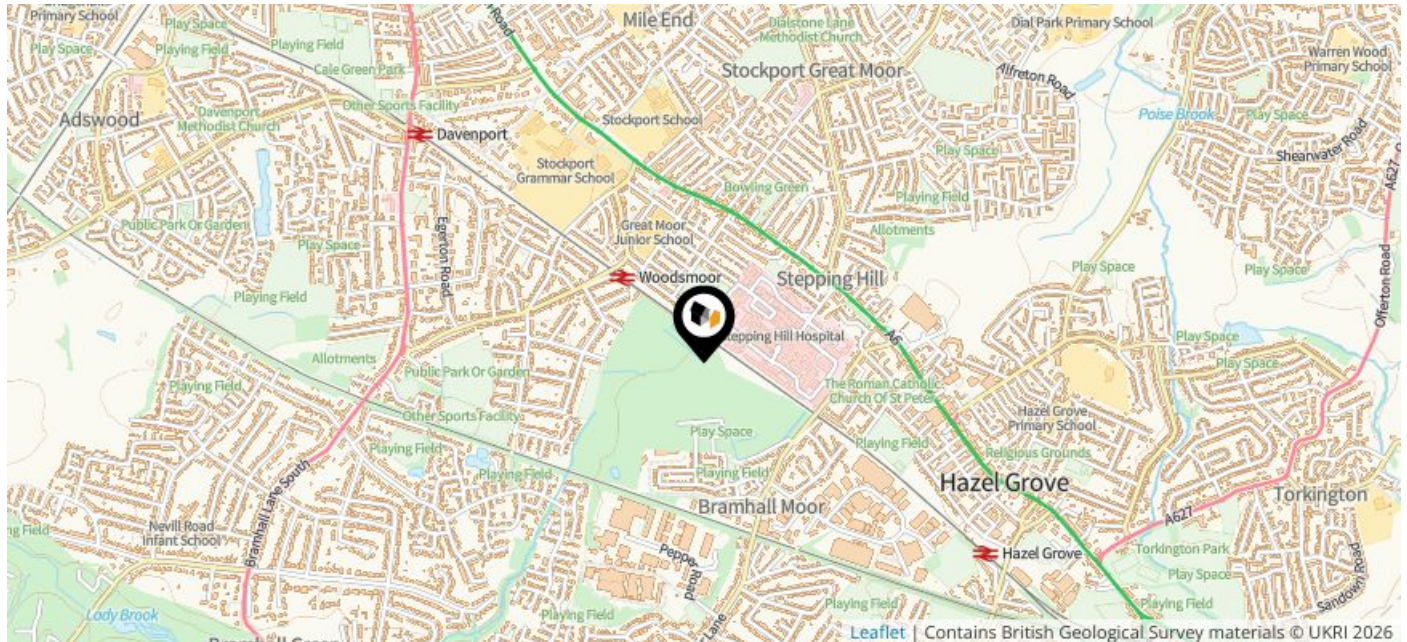 Primary School
Play Space
Playing Field
Play Space
Playing Field
Cale Green Park
Adswood
Davenport
Methodist Church
Other Sports Facility
Davenport
Mile End
Dialstone Lane
Methodist Church
Dial Park Primary School
Stockport Great Moor
Alfreton Road
Warren Wood
Primary School
Poise Brook
Play Space
Shearwater Road
A627
Stockport School
Stockport
Grammar School
Play Space
Bowling Green
Playing Field
Public Park Or Garden
Egerton Road
Play Space
Great Moor
Junior School
Allotments
Playing Field
Woodsmoor
Stepping Hill
Play Space
Offerton Road
Stepping Hill Hospital
A6
Play Space
Allotments
Playing Field
Public Park Or Garden
Play Space
The Roman Catholic
Church Of St Peter
Other Sports Facility
Playing Field
Play Space
Playing Field
Hazel Grove
Primary School
Playing Field
Religious Grounds
Playing Field
Playing Field
Bramhall Moor
Hazel Grove
Torkington
Bramhall Lane South
A627
Playing Field
Nevill Road
Infant School
Road
Hazel Grove
Torkington Park
Play Space
Sandown Road
Lady Brook
Playing Field
Playing Field
Playing Field
Leaflet | Contains British Geological Survey materials © UKRI 2026